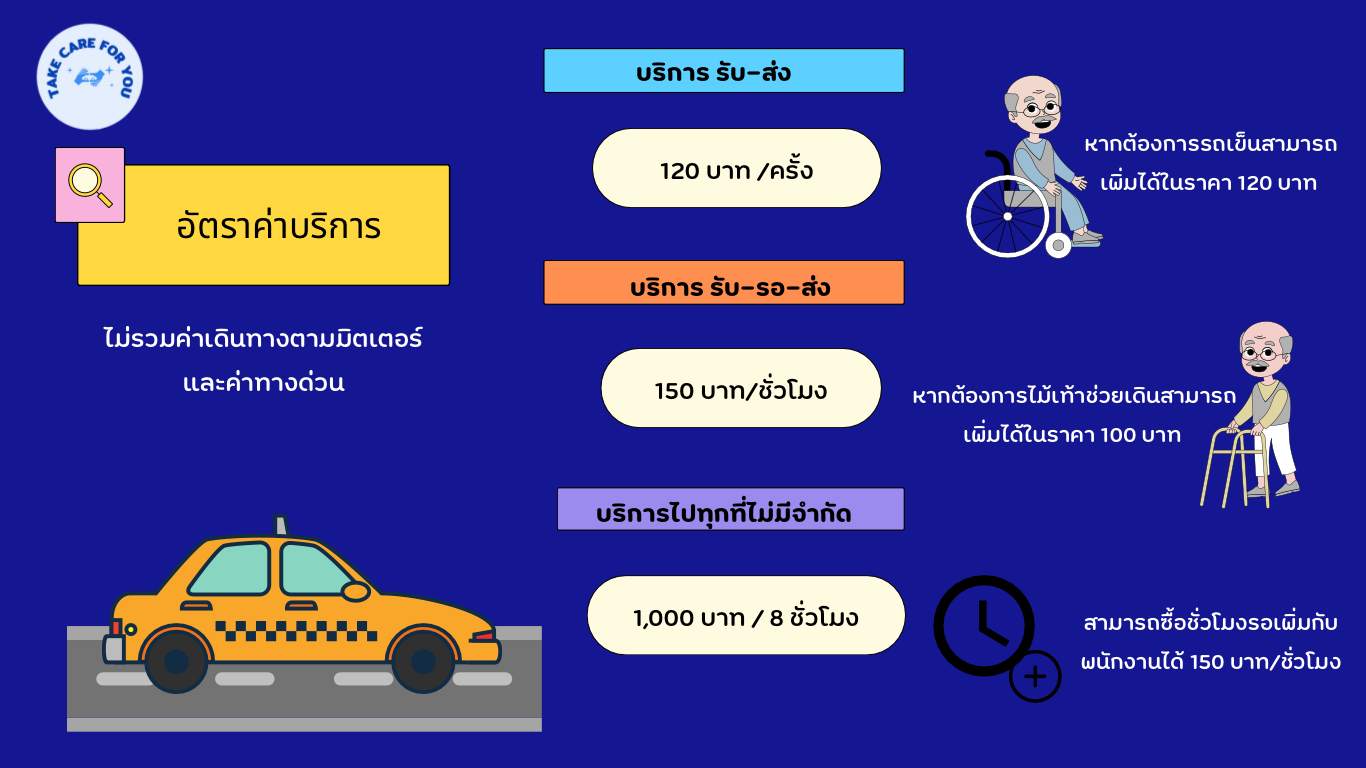 TAKE CARE FOR YOU
อัตราค่าบริการ
ไม่รวมค่าเดินทางตามมิตเตอร์
และค่าทางด่วน
บริการ รับ-ส่ง
120 บาท /ครั้ง
หากต้องการรถเข็นสามารถ
เพิ่มได้ในราคา 120 บาท
บริการ รับ-รอ-ส่ง
150 บาท/ชั่วโมง
หากต้องการไม้เท้าช่วยเดินสามารถ
เพิ่มได้ในราคา 100 บาท
บริการไปทุกที่ไม่มีจำกัด
1,000 บาท / 8 ชั่วโมง
สามารถซื้อชั่วโมงรอเพิ่มกับ
พนักงานได้ 150 บาท/ชั่วโมง